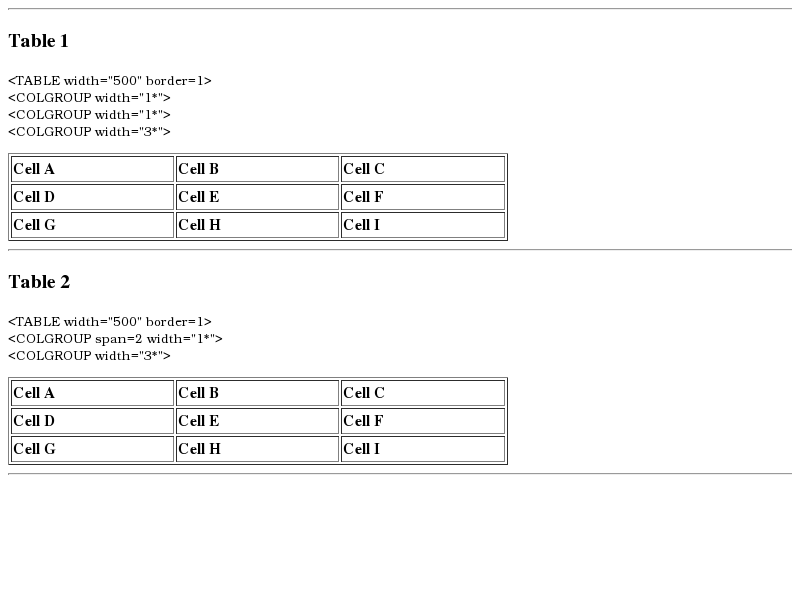 Table 1
<TABLE width="500" border=1>
<COLGROUP width="1*">
<COLGROUP width="1*">
<COLGROUP width="3*">
Cell A Cell B Cell C
Cell D Cell E Cell F
Cell G Cell H Cell I
Table 2
<TABLE width="500" border=1>
<COLGROUP span=2 width="1*">
<COLGROUP width="3*">
Cell A Cell B Cell C
Cell D Cell E Cell F
Cell G Cell H Cell I